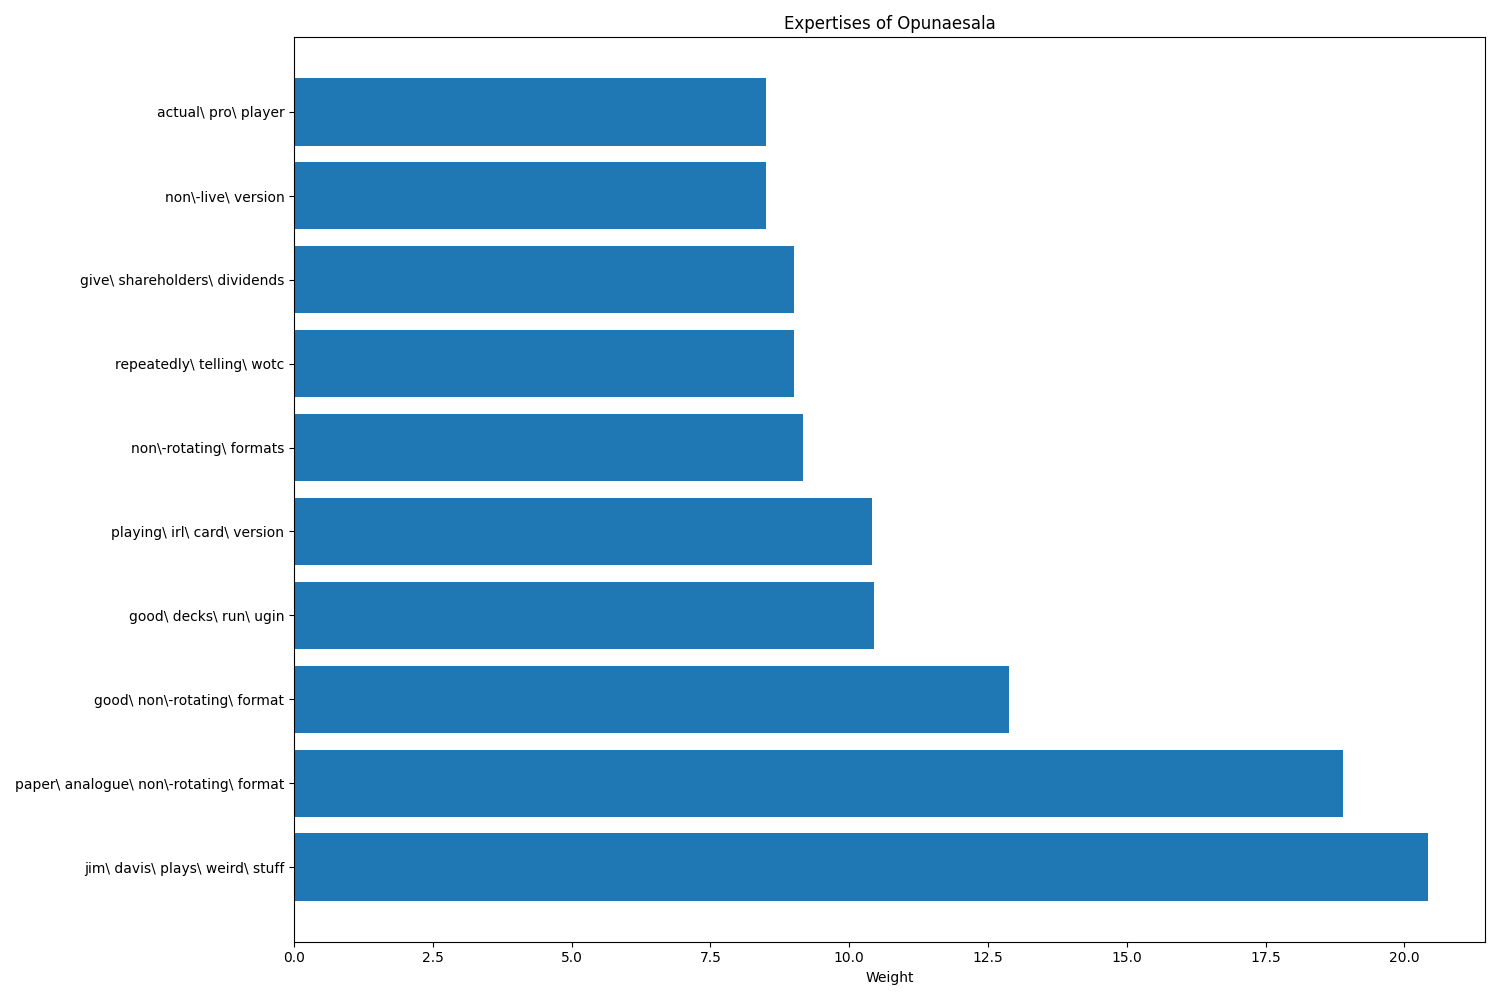 Expertises of Opunaesala
actual\ pro\ player
non\-live\ version
give\ shareholders\ dividends
repeatedly\ telling\ wotc
non\-rotating\ formats
playing\ irl\ card\ version
good\ decks\ run\ ugin
good\ non\-rotating\ format
paper\ analogue\ non\-rotating\ format
jim\ davis\ plays\ weird\ stuff
0.0 2.5 5.0 7.5 10.0 12.5 15.0 17.5 20.0
Weight